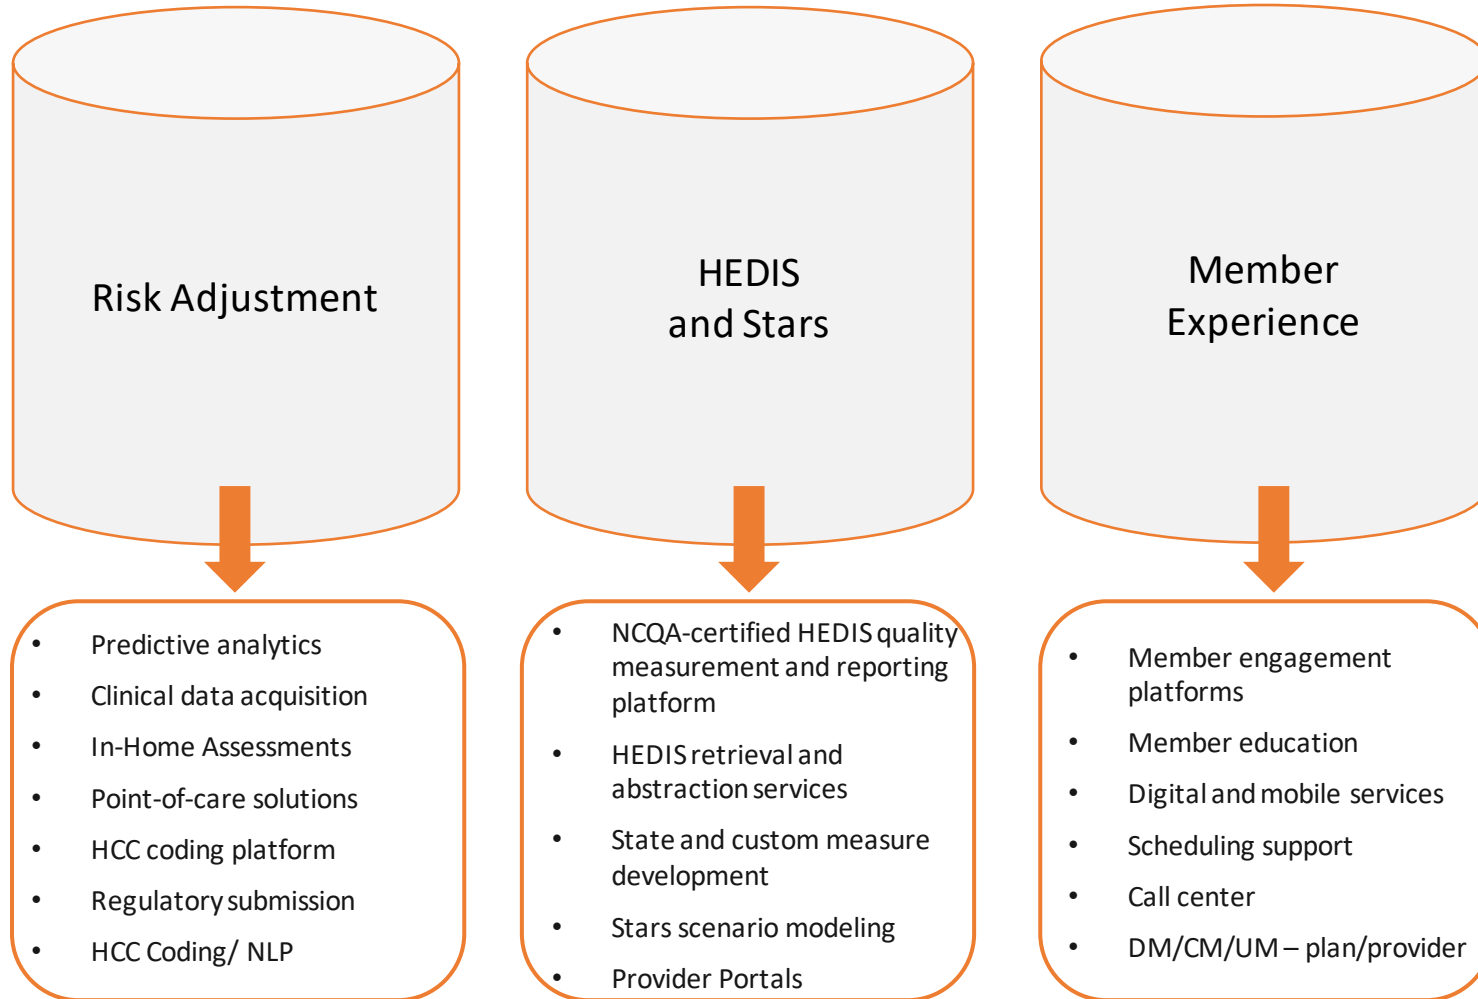 Risk Adjustment
HEDIS
and Stars
Member
Experience
• Predictive analytics
• Clinical data acquisition
• In-Home Assessments
• Point-of-care solutions
• HCC coding platform
• Regulatory submission
• HCC Coding/ NLP
• NCQA-certified HEDIS quality
measurement and reporting
platform
• HEDIS retrieval and
abstraction services
• State and custom measure
development
• Stars scenario modeling
• Provider Portals
• Member engagement
platforms
• Member education
• Digital and mobile services
• Scheduling support
• Call center
• DM/CM/UM – plan/provider